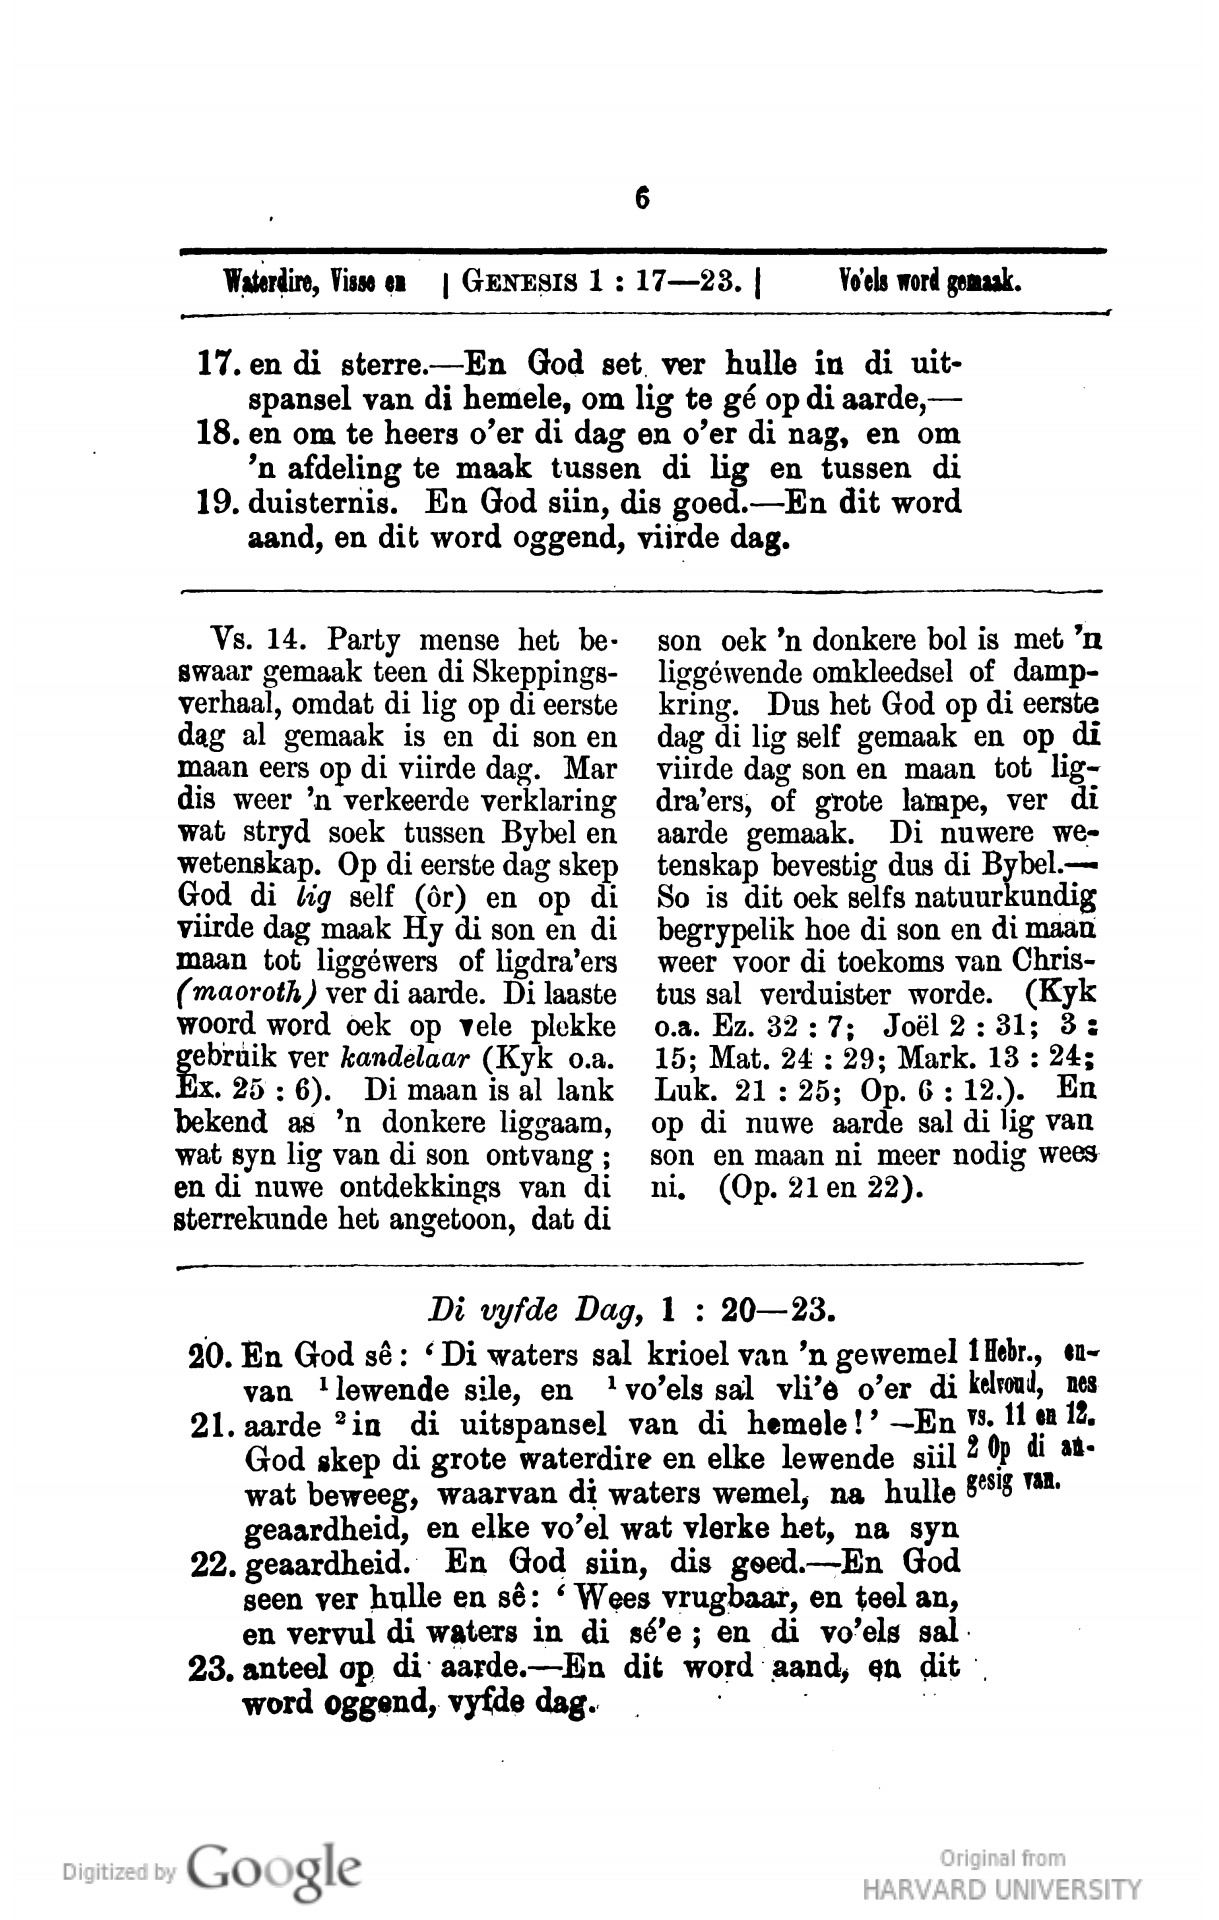 6
Waterdire, Visse en | GENESIS 1 : 17—23. | Vo'els word gemaak.
17. en di sterre.—En God set ver hulle in di uit-
spansel van di hemele, om lig te gé op di aarde,—
18. en om te heers o'er di dag en o'er di nag, en om
'n afdeling te maak tussen di lig en tussen di
19. duisternis. En God siin, dis goed.—En dit word
aand, en dit word oggend, viirde dag.
Vs. 14. Party mense het be-
swaar gemaak teen di Skeppings-
verhaal, omdat di lig op di eerste
dag al gemaak is en di son en
maan eers op di viirde dag. Mar
dis weer 'n verkeerde verklaring
wat stryd soek tussen Bybel en
wetenskap. Op di eerste dag skep
God di lig self (ôr) en op di
viirde dag maak Hy di son en di
maan tot liggéwers of ligdra'ers
(maoroth) ver di aarde. Di laaste
woord word oek op vele plekke
gebruik ver kandelaar (Kyk o.a.
Ex. 25 : 6). Di maan is al lank
bekend as 'n donkere liggaam,
wat syn lig van di son ontvang ;
en di nuwe ontdekkings van di
sterrekunde het angetoon, dat di
son oek 'n donkere bol is met 'n
liggéwende omkleedsel of damp-
kring. Dus het God op di eerste
dag di lig self gemaak en op di
viirde dag son en maan tot lig-
dra'ers, of grote lampe, ver di
aarde gemaak. Di nuwere we-
tenskap bevestig dus di Bybel.—
So is dit oek selfs natuurkundig
begrypelik hoe di son en di maan
weer voor di toekoms van Chris-
tus sal verduister worde. (Kyk
o.a. Ez. 32 : 7; Joël 2 : 31; 3 :
15; Mat. 24 : 29; Mark. 13 : 24;
Luk. 21 : 25; Op. 6 : 12.). En
op di nuwe aarde sal di lig van
son en maan ni meer nodig wees
ni. (Op. 21 en 22).
Di vyfde Dag, 1 : 20—23.
20. En God sê: ‘Di waters sal krioel van 'n gewemel
van ¹lewende sile, en ¹vo'els sal vli'e o'er di
21. aarde ²in di uitspansel van di hemele!’—En
God skep di grote waterdire en elke lewende siil
wat beweeg, waarvan di waters wemel, na hulle
geaardheid, en elke vo'el wat vlerke het, na syn
22. geaardheid. En God siin, dis goed.—En God
seen ver hulle en sê: ‘Wees vrugbaar, en teel an,
en vervul di waters in di sé'e ; en di vo'els sal
23. anteel op di aarde.—En dit word aand, en dit
word oggend, vyfde dag.
1 Hebr., en-
kelvoud, nes
vs. 11 en 12.
2 Op di an-
gesig van.
Digitized by Google
Original from
HARVARD UNIVERSITY